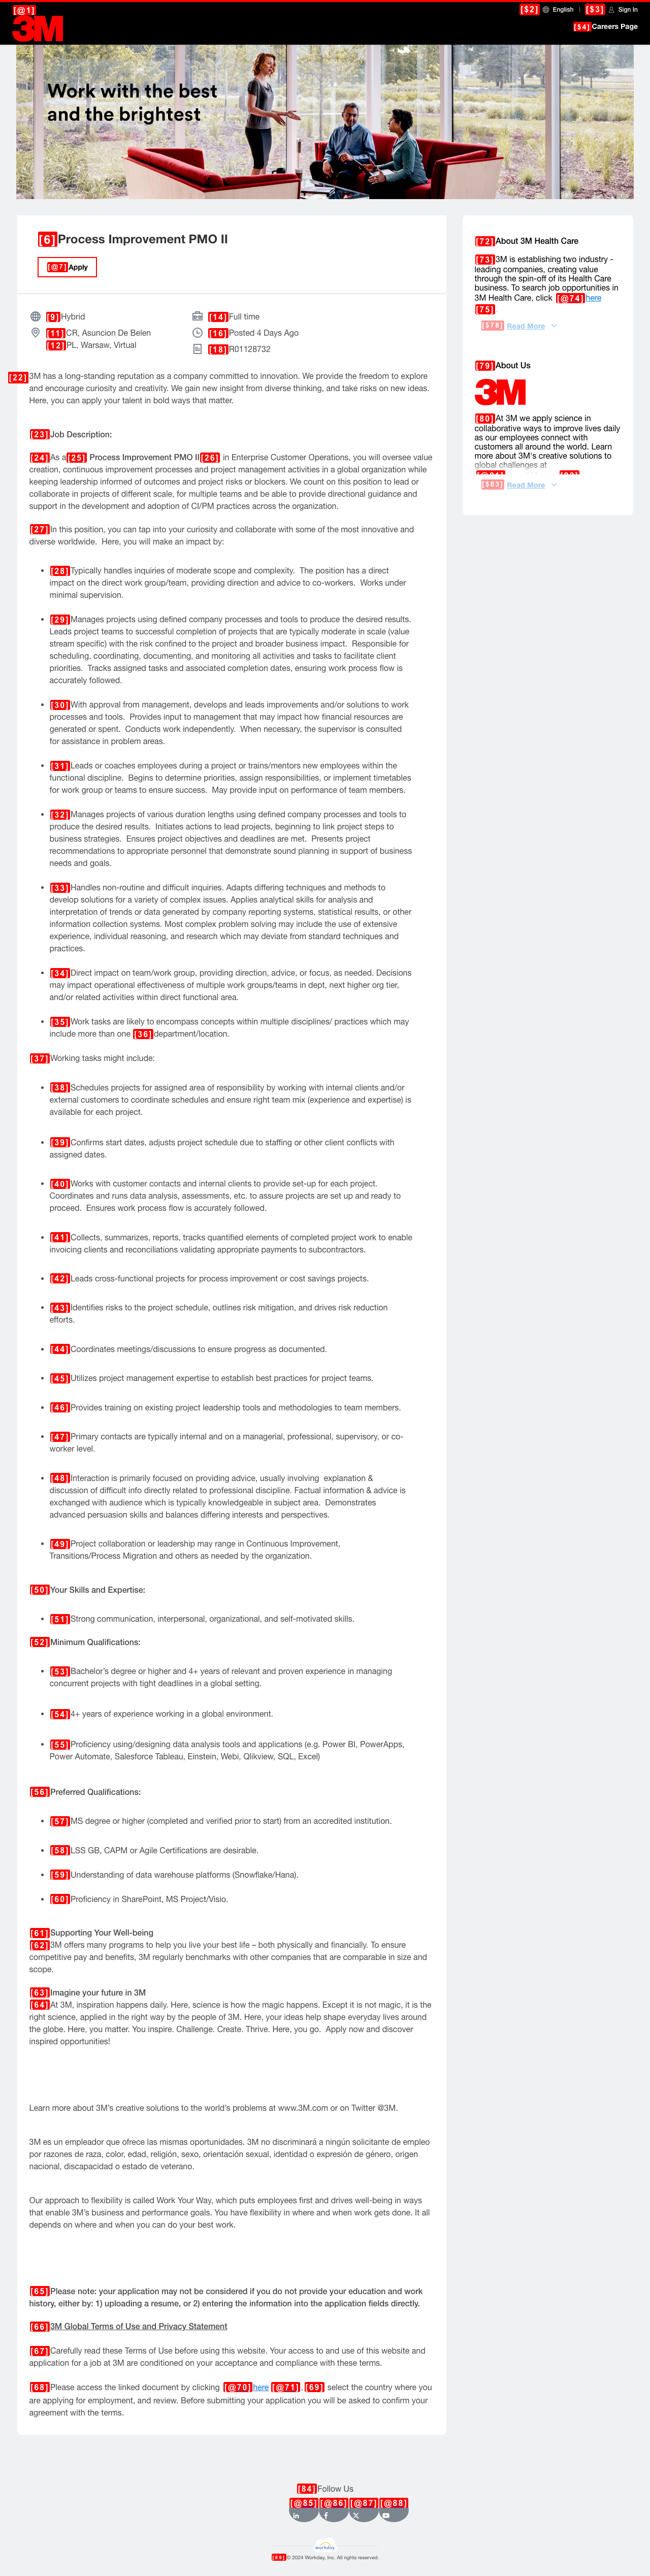 [@1]
3M
[$2] English | [$3] Sign In
[$4]Careers Page
Work with the best
and the brightest
[6]Process Improvement PMO II
[@7] Apply
[9]Hybrid
[11]CR, Asuncion De Belen
[12]PL, Warsaw, Virtual
[14]Full time
[16]Posted 4 Days Ago
[18]R01128732
[22]3M has a long-standing reputation as a company committed to innovation. We provide the freedom to explore
and encourage curiosity and creativity. We gain new insight from diverse thinking, and take risks on new ideas.
Here, you can apply your talent in bold ways that matter.
[23]Job Description:
[24]As a[25] Process Improvement PMO II[26] in Enterprise Customer Operations, you will oversee value
creation, continuous improvement processes and project management activities in a global organization while
keeping leadership informed of outcomes and project risks or blockers. We count on this position to lead or
collaborate in projects of different scale, for multiple teams and be able to provide directional guidance and
support in the development and adoption of CI/PM practices across the organization.
[27]In this position, you can tap into your curiosity and collaborate with some of the most innovative and
diverse worldwide.  Here, you will make an impact by:
• [28]Typically handles inquiries of moderate scope and complexity.  The position has a direct
impact on the direct work group/team, providing direction and advice to co-workers.  Works under
minimal supervision.
• [29]Manages projects using defined company processes and tools to produce the desired results.
Leads project teams to successful completion of projects that are typically moderate in scale (value
stream specific) with the risk confined to the project and broader business impact.  Responsible for
scheduling, coordinating, documenting, and monitoring all activities and tasks to facilitate client
priorities.  Tracks assigned tasks and associated completion dates, ensuring work process flow is
accurately followed.
• [30]With approval from management, develops and leads improvements and/or solutions to work
processes and tools.  Provides input to management that may impact how financial resources are
generated or spent.  Conducts work independently.  When necessary, the supervisor is consulted
for assistance in problem areas.
• [31]Leads or coaches employees during a project or trains/mentors new employees within the
functional discipline.  Begins to determine priorities, assign responsibilities, or implement timetables
for work group or teams to ensure success.  May provide input on performance of team members.
• [32]Manages projects of various duration lengths using defined company processes and tools to
produce the desired results.  Initiates actions to lead projects, beginning to link project steps to
business strategies.  Ensures project objectives and deadlines are met.  Presents project
recommendations to appropriate personnel that demonstrate sound planning in support of business
needs and goals.
• [33]Handles non-routine and difficult inquiries. Adapts differing techniques and methods to
develop solutions for a variety of complex issues. Applies analytical skills for analysis and
interpretation of trends or data generated by company reporting systems, statistical results, or other
information collection systems. Most complex problem solving may include the use of extensive
experience, individual reasoning, and research which may deviate from standard techniques and
practices.
• [34]Direct impact on team/work group, providing direction, advice, or focus, as needed. Decisions
may impact operational effectiveness of multiple work groups/teams in dept, next higher org tier,
and/or related activities within direct functional area.
• [35]Work tasks are likely to encompass concepts within multiple disciplines/ practices which may
include more than one [36]department/location.
[37]Working tasks might include:
• [38]Schedules projects for assigned area of responsibility by working with internal clients and/or
external customers to coordinate schedules and ensure right team mix (experience and expertise) is
available for each project.
• [39]Confirms start dates, adjusts project schedule due to staffing or other client conflicts with
assigned dates.
• [40]Works with customer contacts and internal clients to provide set-up for each project.
Coordinates and runs data analysis, assessments, etc. to assure projects are set up and ready to
proceed.  Ensures work process flow is accurately followed.
• [41]Collects, summarizes, reports, tracks quantified elements of completed project work to enable
invoicing clients and reconciliations validating appropriate payments to subcontractors.
• [42]Leads cross-functional projects for process improvement or cost savings projects.
• [43]Identifies risks to the project schedule, outlines risk mitigation, and drives risk reduction
efforts.
• [44]Coordinates meetings/discussions to ensure progress as documented.
• [45]Utilizes project management expertise to establish best practices for project teams.
• [46]Provides training on existing project leadership tools and methodologies to team members.
• [47]Primary contacts are typically internal and on a managerial, professional, supervisory, or co-
worker level.
• [48]Interaction is primarily focused on providing advice, usually involving  explanation &
discussion of difficult info directly related to professional discipline. Factual information & advice is
exchanged with audience which is typically knowledgeable in subject area.  Demonstrates
advanced persuasion skills and balances differing interests and perspectives.
• [49]Project collaboration or leadership may range in Continuous Improvement,
Transitions/Process Migration and others as needed by the organization.
[50]Your Skills and Expertise:
• [51]Strong communication, interpersonal, organizational, and self-motivated skills.
[52]Minimum Qualifications:
• [53]Bachelor's degree or higher and 4+ years of relevant and proven experience in managing
concurrent projects with tight deadlines in a global setting.
• [54]4+ years of experience working in a global environment.
• [55]Proficiency using/designing data analysis tools and applications (e.g. Power BI, PowerApps,
Power Automate, Salesforce Tableau, Einstein, Webi, Qlikview, SQL, Excel)
[56]Preferred Qualifications:
• [57]MS degree or higher (completed and verified prior to start) from an accredited institution.
• [58]LSS GB, CAPM or Agile Certifications are desirable.
• [59]Understanding of data warehouse platforms (Snowflake/Hana).
• [60]Proficiency in SharePoint, MS Project/Visio.
[61]Supporting Your Well-being
[62]3M offers many programs to help you live your best life – both physically and financially. To ensure
competitive pay and benefits, 3M regularly benchmarks with other companies that are comparable in size and
scope.
[63]Imagine your future in 3M
[64]At 3M, inspiration happens daily. Here, science is how the magic happens. Except it is not magic, it is the
right science, applied in the right way by the people of 3M. Here, your ideas help shape everyday lives around
the globe. Here, you matter. You inspire. Challenge. Create. Thrive. Here, you go.  Apply now and discover
inspired opportunities!
Learn more about 3M's creative solutions to the world's problems at www.3M.com or on Twitter @3M.
3M es un empleador que ofrece las mismas oportunidades. 3M no discriminará a ningún solicitante de empleo
por razones de raza, color, edad, religión, sexo, orientación sexual, identidad o expresión de género, origen
nacional, discapacidad o estado de veterano.
Our approach to flexibility is called Work Your Way, which puts employees first and drives well-being in ways
that enable 3M's business and performance goals. You have flexibility in where and when work gets done. It all
depends on where and when you can do your best work.
[65]Please note: your application may not be considered if you do not provide your education and work
history, either by: 1) uploading a resume, or 2) entering the information into the application fields directly.
[66]3M Global Terms of Use and Privacy Statement
[67]Carefully read these Terms of Use before using this website. Your access to and use of this website and
application for a job at 3M are conditioned on your acceptance and compliance with these terms.
[68]Please access the linked document by clicking [@70]here [@71]. [69] select the country where you
are applying for employment, and review. Before submitting your application you will be asked to confirm your
agreement with the terms.
[72]About 3M Health Care
[73]3M is establishing two industry -
leading companies, creating value
through the spin-off of its Health Care
business. To search job opportunities in
3M Health Care, click [@74]here
[75]
[$78] Read More
[79]About Us
3M
[80]At 3M we apply science in
collaborative ways to improve lives daily
as our employees connect with
customers all around the world. Learn
more about 3M's creative solutions to
global challenges at
[$83] Read More
[84]Follow Us
[@85] [@86] [@87] [@88]
workday
[89]© 2024 Workday, Inc. All rights reserved.